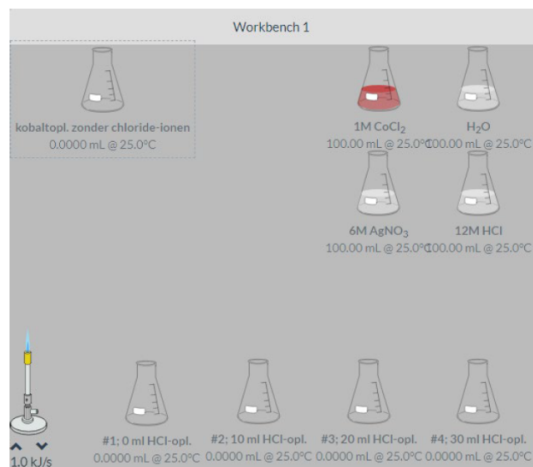 Workbench 1
kobaltopl. zonder chloride-ionen
0.0000 mL @ 25.0°C
1M CoCl₂
100.00 mL @ 25.0°C
H₂O
100.00 mL @ 25.0°C
6M AgNO₃
100.00 mL @ 25.0°C
12M HCl
100.00 mL @ 25.0°C
1.0 kJ/s
#1; 0 ml HCl-opl.
0.0000 mL @ 25.0°C
#2; 10 ml HCl-opl.
0.0000 mL @ 25.0°C
#3; 20 ml HCl-opl.
0.0000 mL @ 25.0°C
#4; 30 ml HCl-opl.
0.0000 mL @ 25.0°C